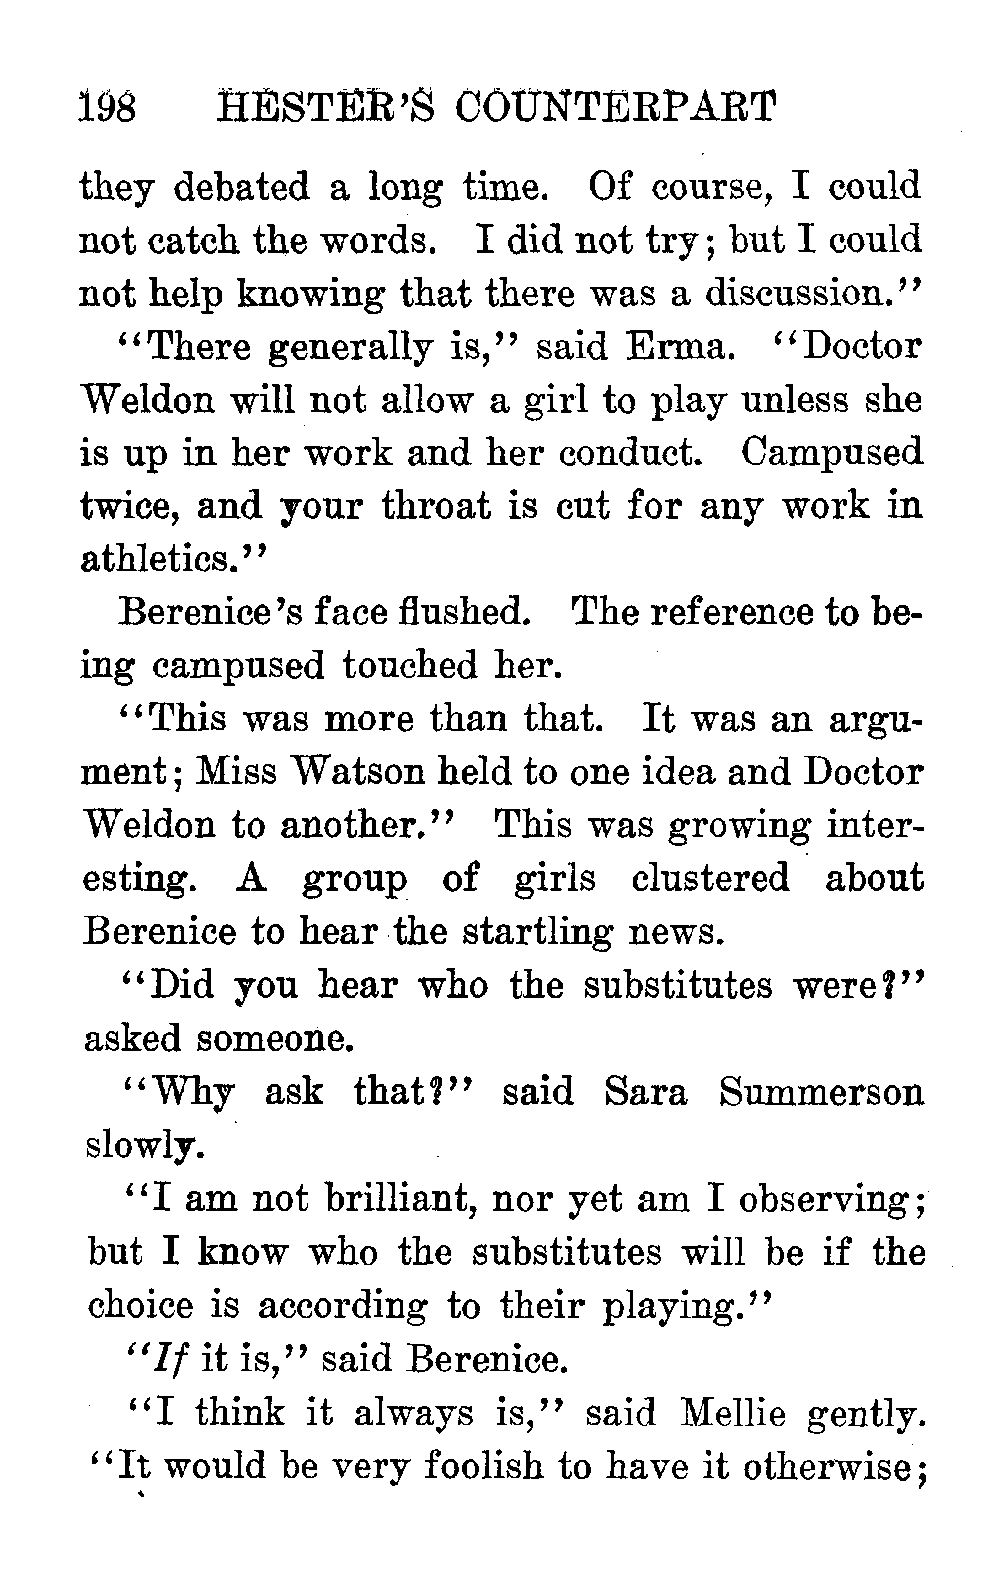 198 HESTER'S COUNTERPART
they debated a long time. Of course, I could
not catch the words. I did not try; but I could
not help knowing that there was a discussion."
"There generally is," said Erma. "Doctor
Weldon will not allow a girl to play unless she
is up in her work and her conduct. Campused
twice, and your throat is cut for any work in
athletics."
Berenice's face flushed. The reference to be-
ing campused touched her.
"This was more than that. It was an argu-
ment; Miss Watson held to one idea and Doctor
Weldon to another." This was growing inter-
esting. A group of girls clustered about
Berenice to hear the startling news.
"Did you hear who the substitutes were?"
asked someone.
"Why ask that?" said Sara Summerson
slowly.
"I am not brilliant, nor yet am I observing;
but I know who the substitutes will be if the
choice is according to their playing."
"If it is," said Berenice.
"I think it always is," said Mellie gently.
"It would be very foolish to have it otherwise;